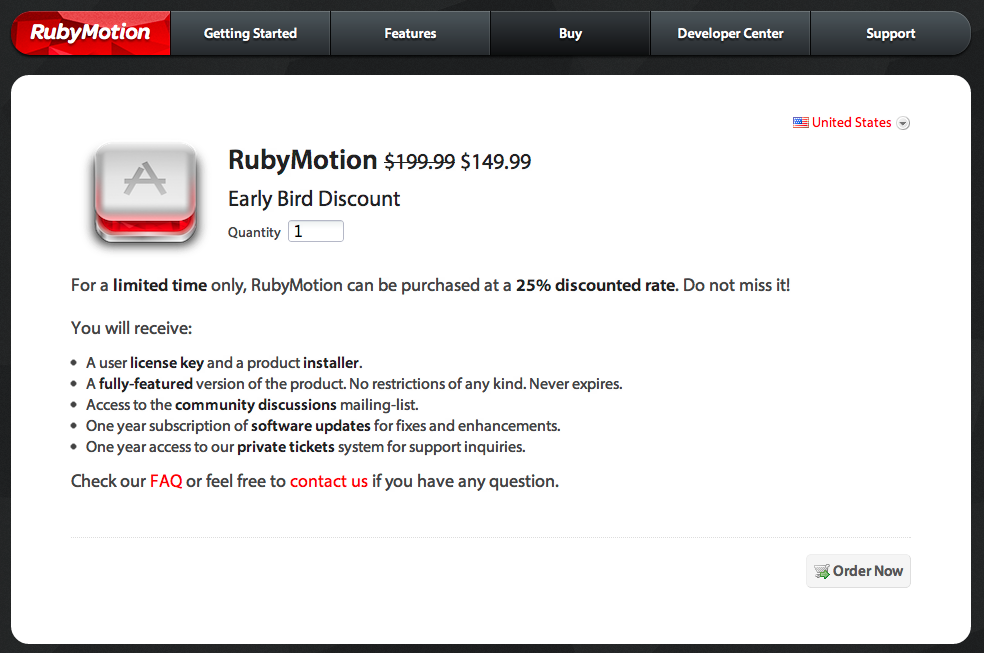 RubyMotion
Getting Started
Features
Buy
Developer Center
Support
United States
RubyMotion $199.99 $149.99
Early Bird Discount
Quantity 1
For a limited time only, RubyMotion can be purchased at a 25% discounted rate. Do not miss it!
You will receive:
• A user license key and a product installer.
• A fully-featured version of the product. No restrictions of any kind. Never expires.
• Access to the community discussions mailing-list.
• One year subscription of software updates for fixes and enhancements.
• One year access to our private tickets system for support inquiries.
Check our FAQ or feel free to contact us if you have any question.
Order Now